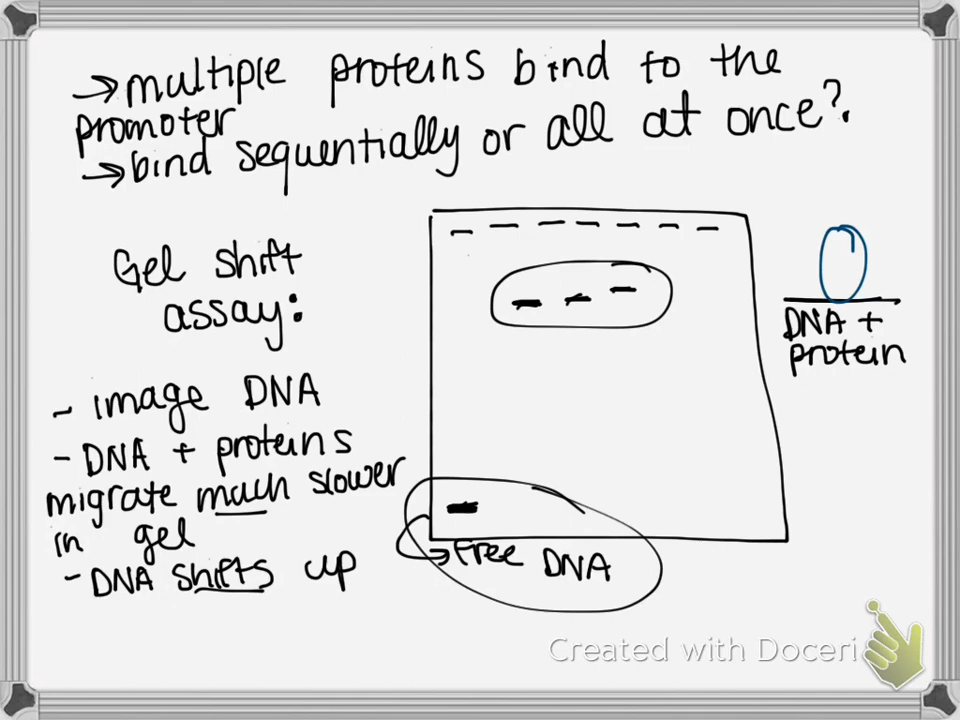 → multiple proteins bind to the
promoter
→ bind sequentially or all at once?
Gel shift
assay:
- image DNA
- DNA + proteins
migrate much slower
in gel
- DNA shifts up
Free DNA
DNA +
protein
Created with Doceri